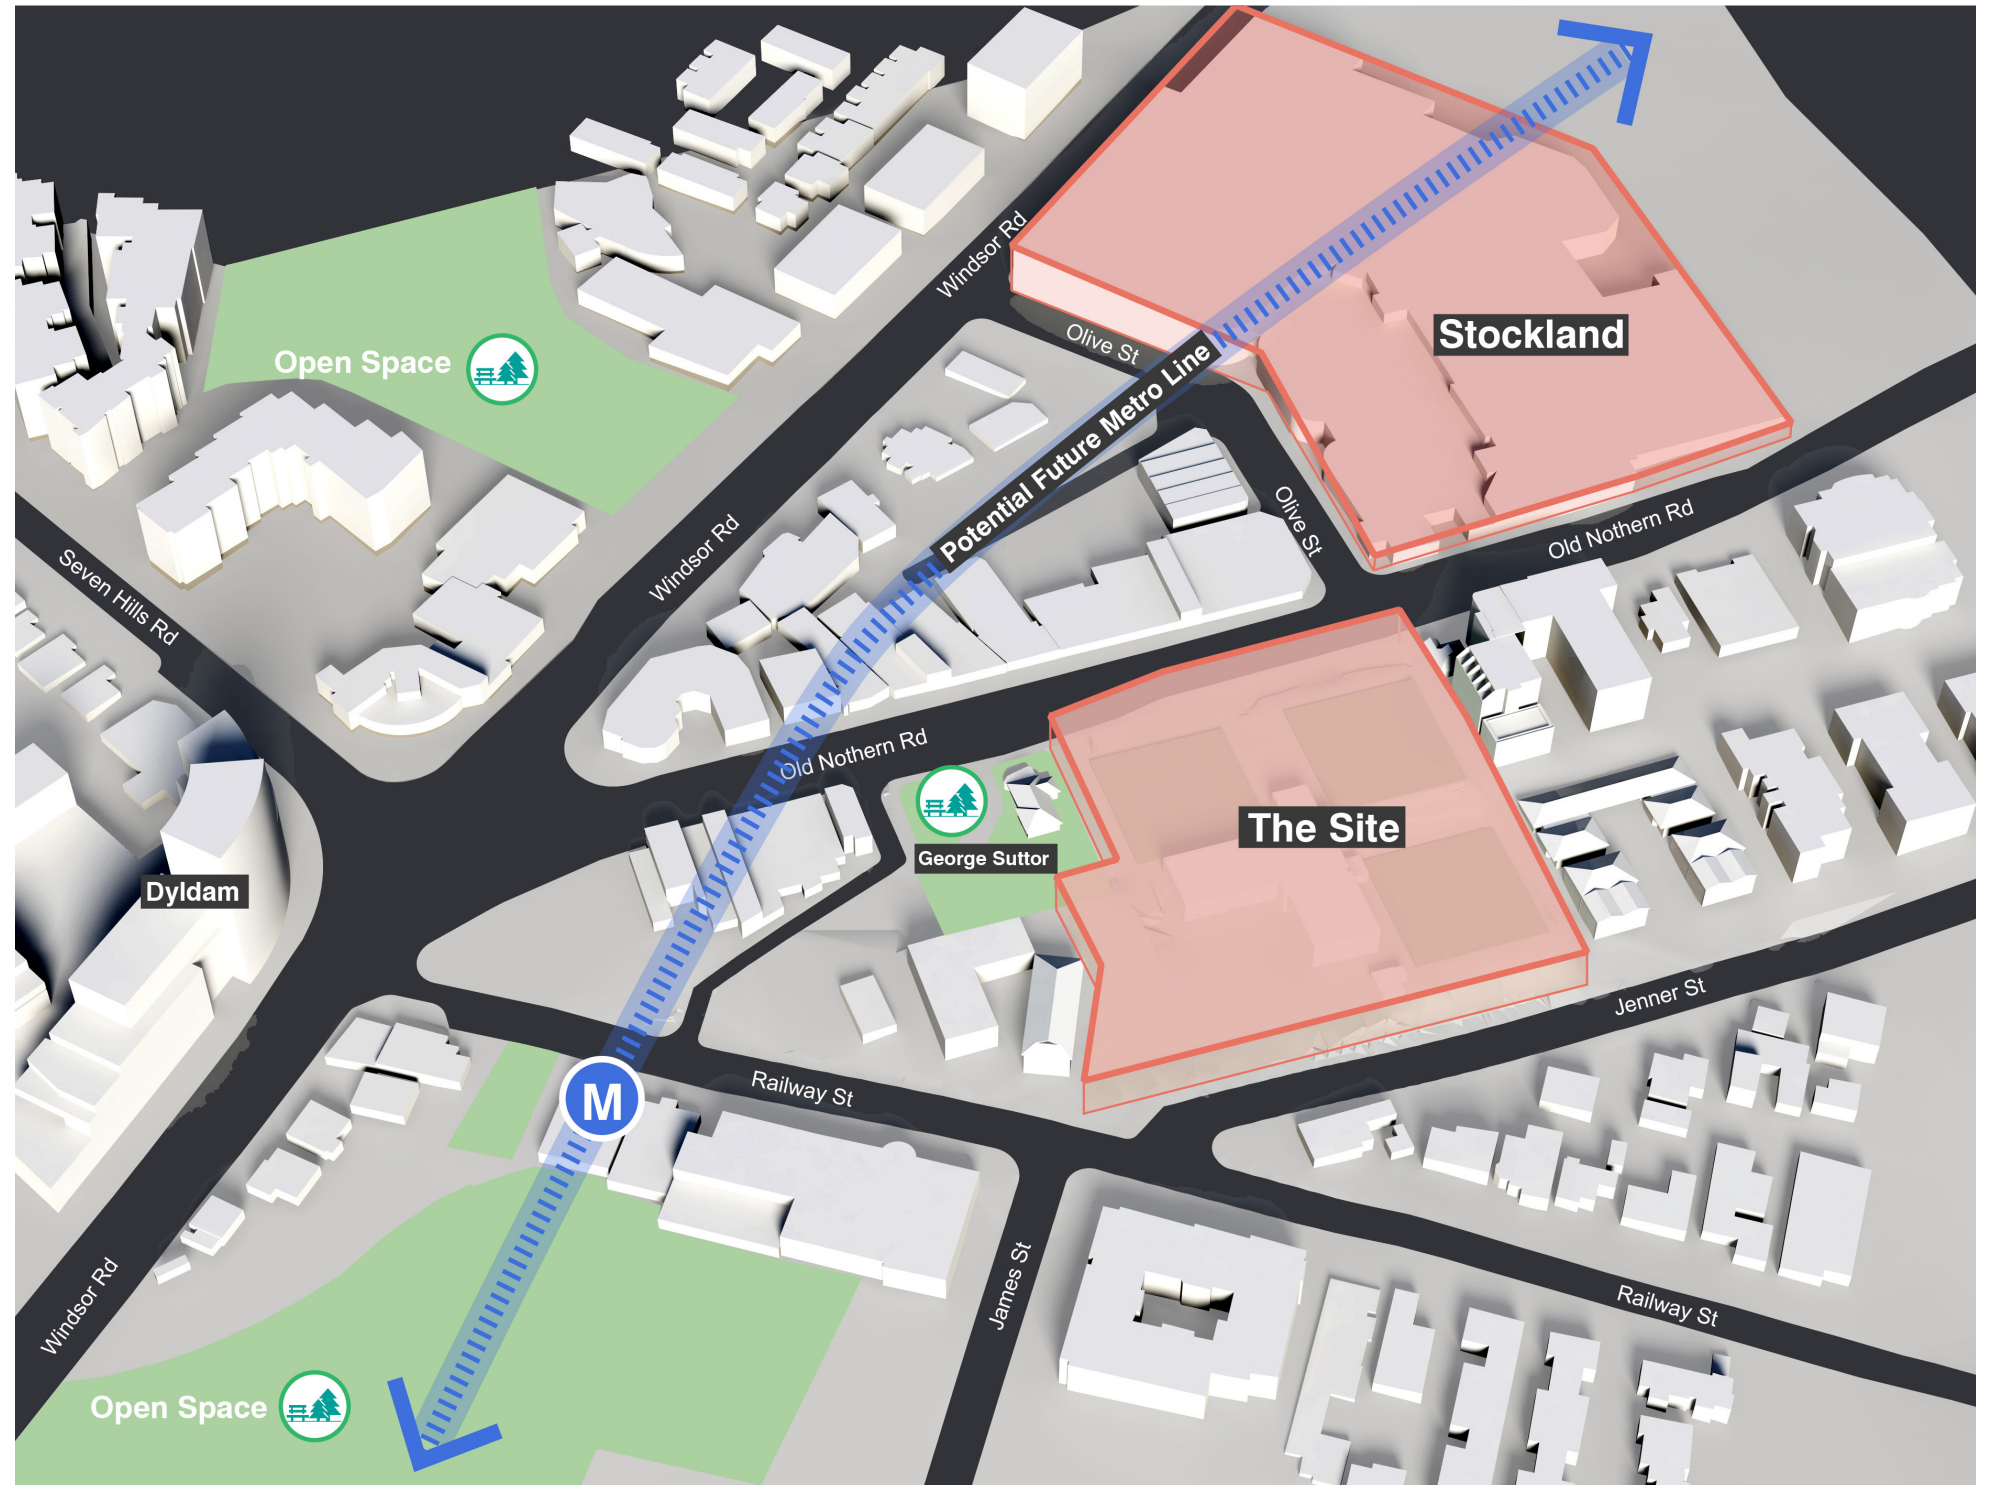 Windsor Rd
Stockland
Olive St
Open Space
Potential Future Metro Line
Olive St
Old Nothern Rd
Windsor Rd
Seven Hills Rd
Old Nothern Rd
The Site
George Suttor
Dyldam
Jenner St
M
Railway St
James St
Windsor Rd
Railway St
Open Space